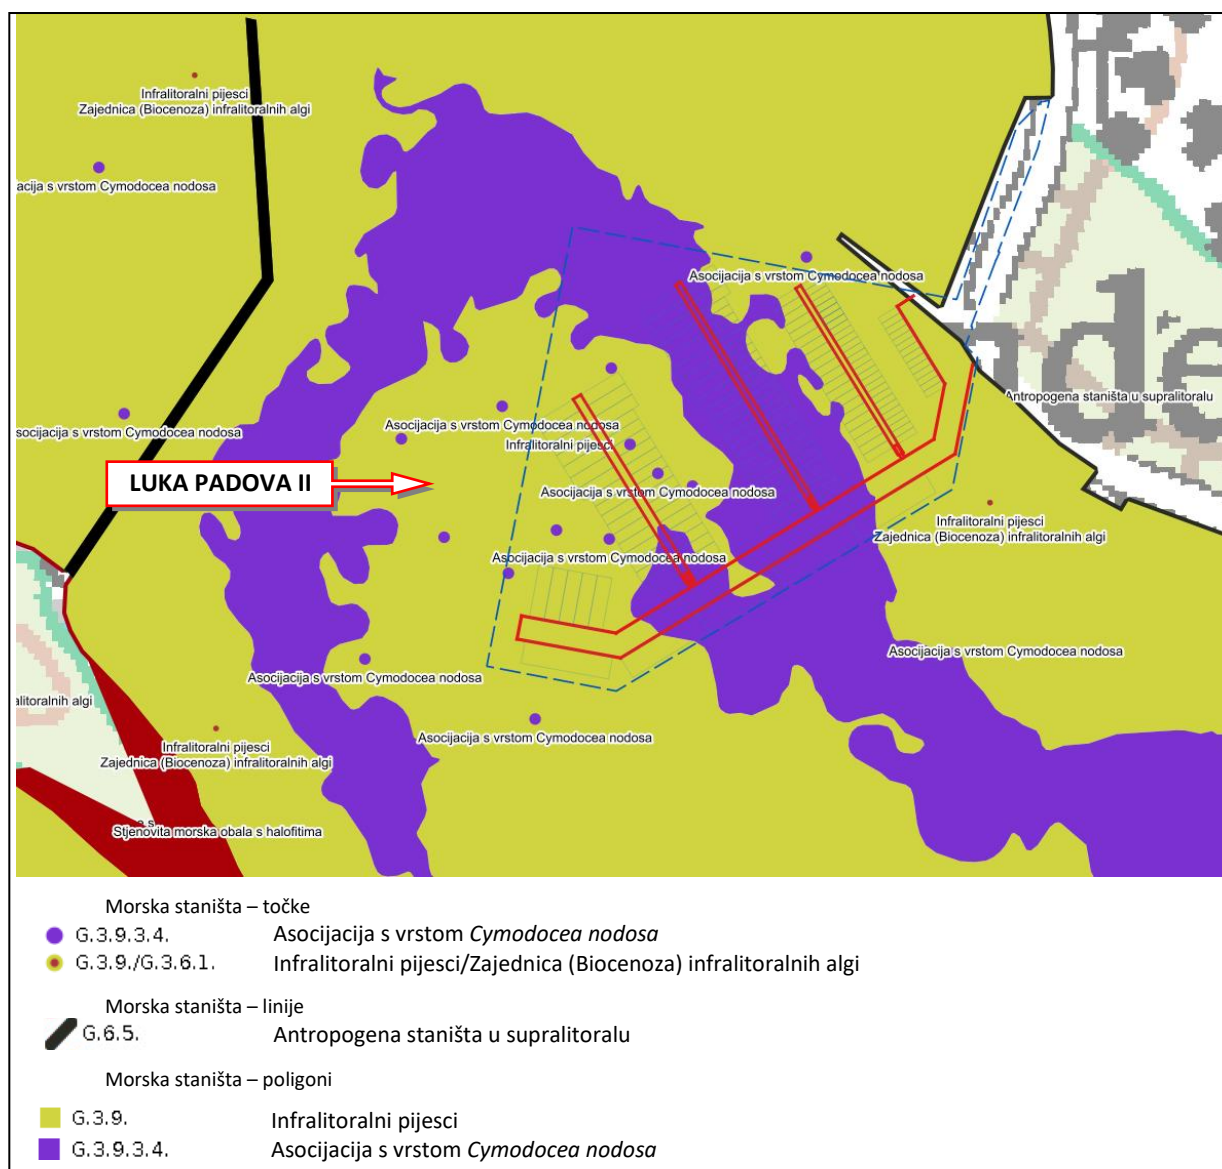 Infralitoralni pijesci
Zajednica (Biocenoza) infralitoralnih algi
acija s vrstom Cymodocea nodosa
Asocijacija s vrstom Cymodocea nodosa
nde
Antropogena staništa u supralitoralu
Asocijacija s vrstom Cymodocea nodosa
socijacija s vrstom Cymodocea nodosa
Infralitoralni pijesci
LUKA PADOVA II
Asocijacija s vrstom Cymodocea nodosa
Infralitoralni pijesci
Zajednica (Biocenoza) infralitoralnih algi
Asocijacija s vrstom Cymodocea nodosa
Asocijacija s vrstom Cymodocea nodosa
Asocijacija s vrstom Cymodocea nodosa
alitoralnih algi
Asocijacija s vrstom Cymodocea nodosa
Infralitoralni pijesci
Zajednica (Biocenoza) infralitoralnih algi
Stjenovita morska obala s halofitima
Morska staništa – točke
G.3.9.3.4. Asocijacija s vrstom Cymodocea nodosa
G.3.9./G.3.6.1. Infralitoralni pijesci/Zajednica (Biocenoza) infralitoralnih algi
Morska staništa – linije
G.6.5. Antropogena staništa u supralitoralu
Morska staništa – poligoni
G.3.9. Infralitoralni pijesci
G.3.9.3.4. Asocijacija s vrstom Cymodocea nodosa